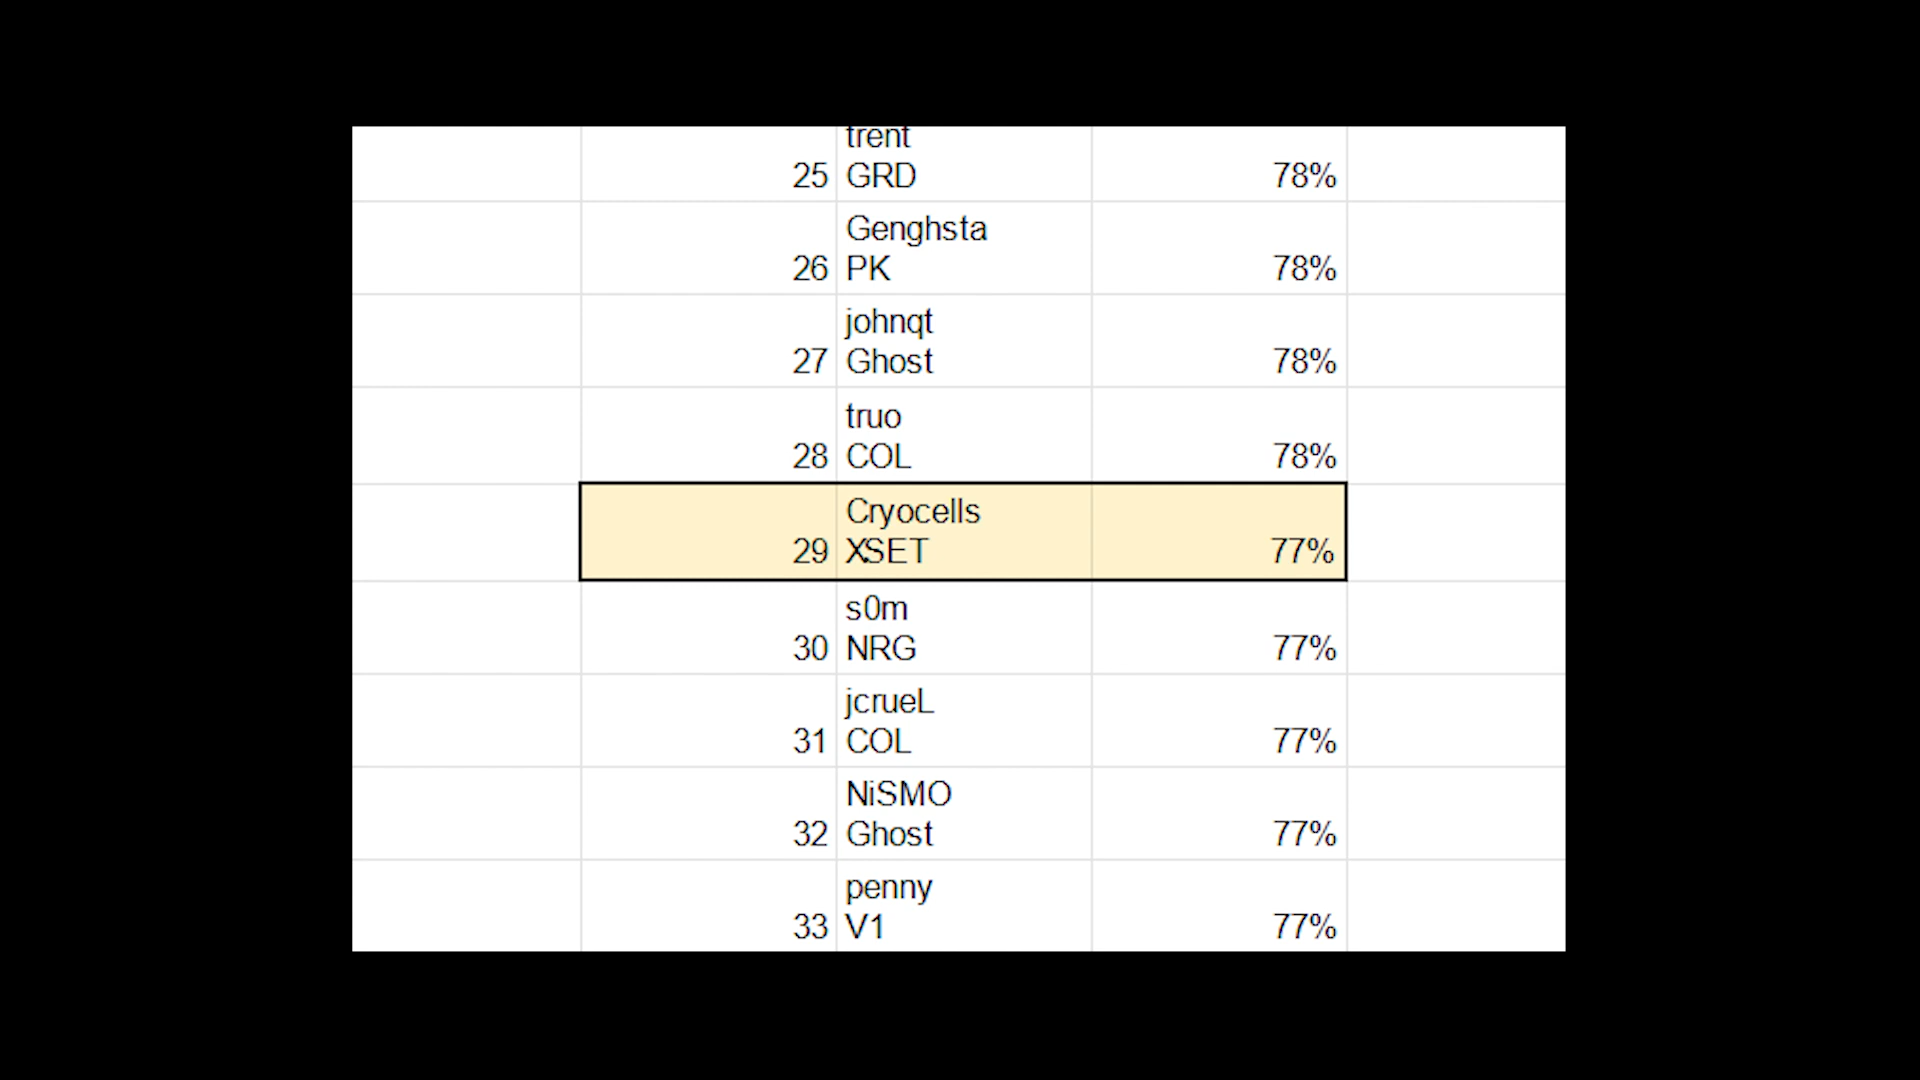 trent
25 GRD 78%
Genghsta
26 PK 78%
johnqt
27 Ghost 78%
truo
28 COL 78%
Cryocells
29 XSET 77%
s0m
30 NRG 77%
jcrueL
31 COL 77%
NiSMO
32 Ghost 77%
penny
33 V1 77%